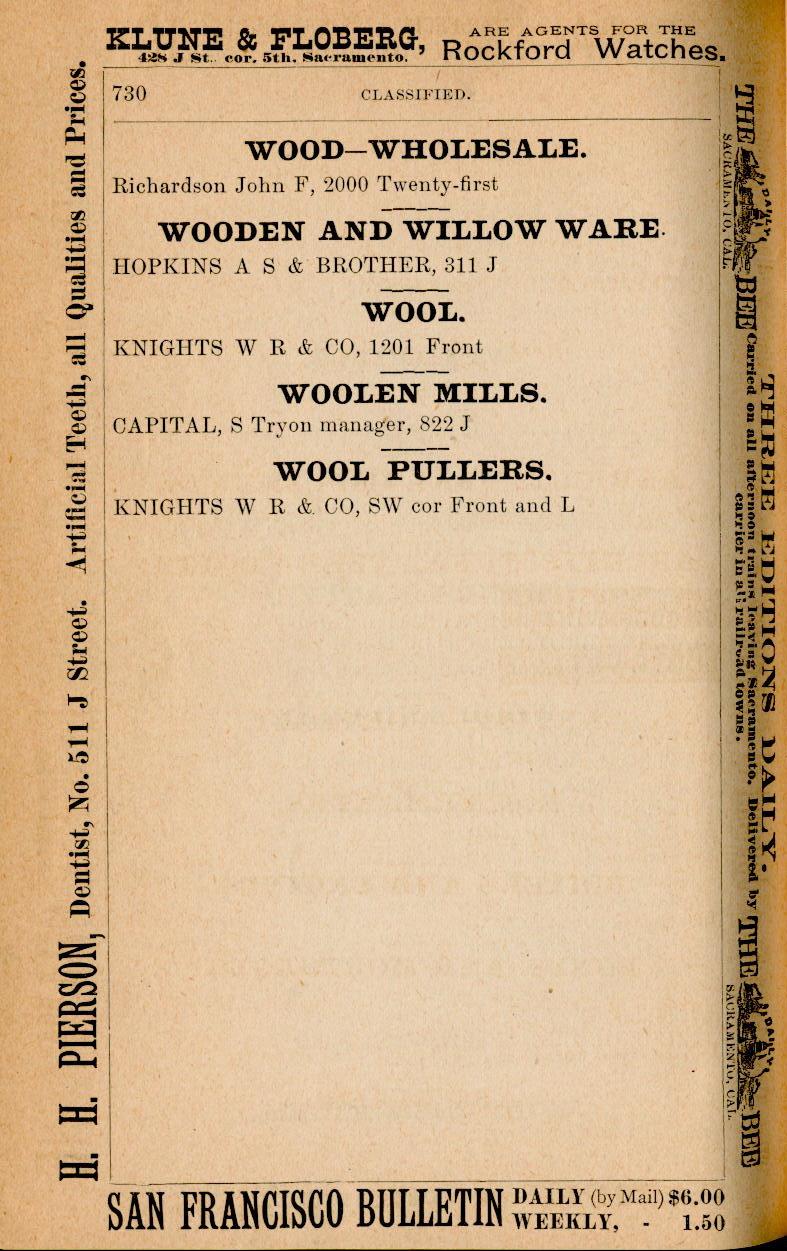 KLUNE & FLOBERG,
428 J St., cor. 5th, Sacramento.
ARE AGENTS FOR THE
Rockford Watches.
730
CLASSIFIED.
WOOD—WHOLESALE.
Richardson John F, 2000 Twenty-first
WOODEN AND WILLOW WARE.
HOPKINS A S & BROTHER, 311 J
WOOL.
KNIGHTS W R & CO, 1201 Front
WOOLEN MILLS.
CAPITAL, S Tryon manager, 822 J
WOOL PULLERS.
KNIGHTS W R & CO, SW cor Front and L
H. H. PIERSON, Dentist, No. 511 J Street. Artificial Teeth, all Qualities and Prices.
THE DAILY BEE
SACRAMENTO, CAL.
THREE EDITIONS DAILY.
Carried on all afternoon trains leaving Sacramento. Delivered by
carrier in all railroad towns.
THE DAILY BEE
SACRAMENTO, CAL.
SAN FRANCISCO BULLETIN
DAILY (by Mail) $6.00
WEEKLY, - 1.50